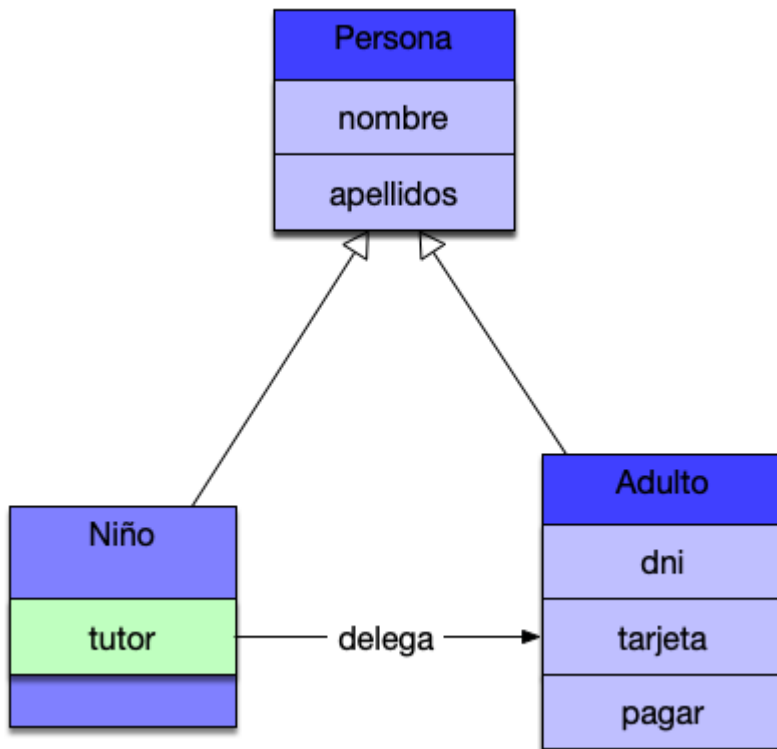 Persona
nombre
apellidos
Niño
tutor
delega
Adulto
dni
tarjeta
pagar